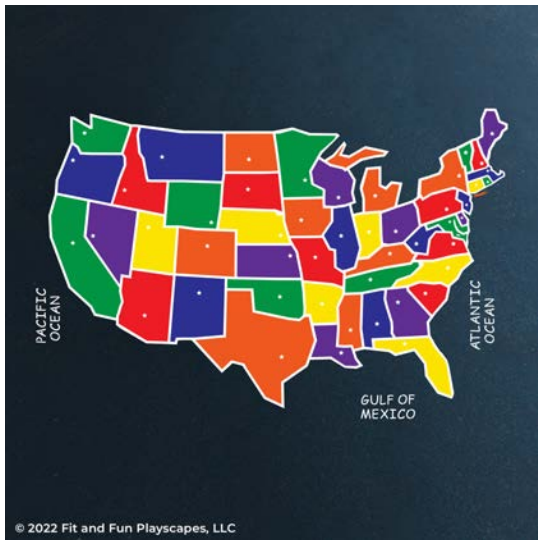 PACIFIC
OCEAN
ATLANTIC
OCEAN
GULF OF
MEXICO
© 2022 Fit and Fun Playscapes, LLC